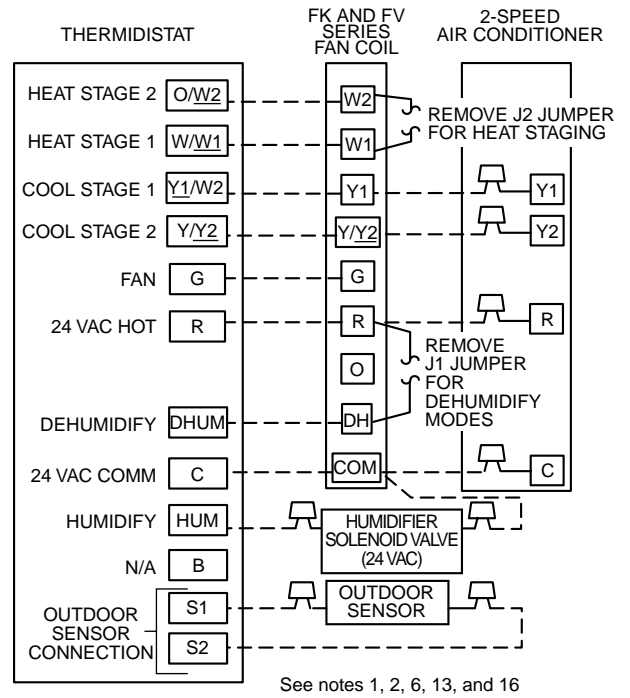 THERMIDISTAT
FK AND FV
SERIES
FAN COIL
2-SPEED
AIR CONDITIONER
HEAT STAGE 2 O/W2 W2
REMOVE J2 JUMPER
FOR HEAT STAGING
HEAT STAGE 1 W/W1 W1
COOL STAGE 1 Y1/W2 Y1 Y1
COOL STAGE 2 Y/Y2 Y/Y2 Y2
FAN G G
24 VAC HOT R R R
REMOVE
J1 JUMPER
FOR
DEHUMIDIFY
MODES
O
DEHUMIDIFY DHUM DH
24 VAC COMM C COM C
HUMIDIFY HUM
HUMIDIFIER
SOLENOID VALVE
(24 VAC)
N/A B
OUTDOOR
SENSOR
CONNECTION
S1
S2
OUTDOOR
SENSOR
See notes 1, 2, 6, 13, and 16